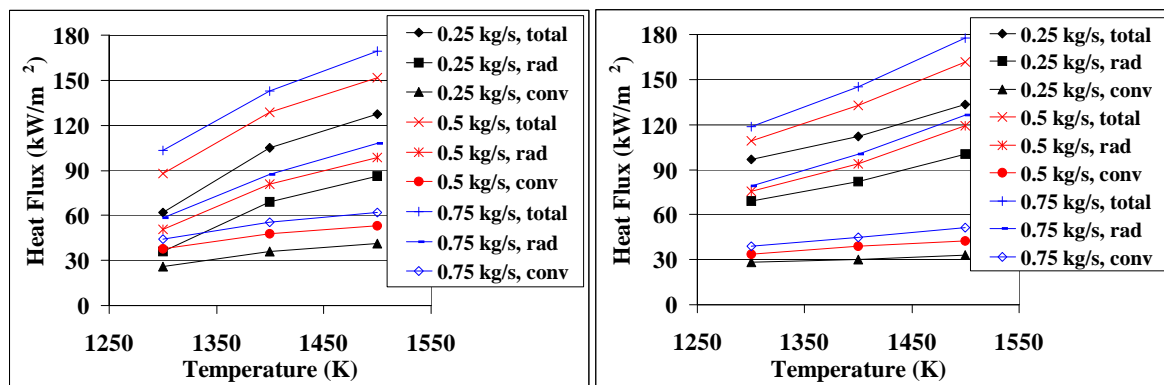 180
150
120
90
60
30
0
Heat Flux (kW/m ²)
1250
1350
1450
1550
Temperature (K)
0.25 kg/s, total
0.25 kg/s, rad
0.25 kg/s, conv
0.5 kg/s, total
0.5 kg/s, rad
0.5 kg/s, conv
0.75 kg/s, total
0.75 kg/s, rad
0.75 kg/s, conv
180
150
120
90
60
30
0
Heat Flux (kW/m ²)
1250
1350
1450
1550
Temperature (K)
0.25 kg/s, total
0.25 kg/s, rad
0.25 kg/s, conv
0.5 kg/s, total
0.5 kg/s, rad
0.5 kg/s, conv
0.75 kg/s, total
0.75 kg/s, rad
0.75 kg/s, conv